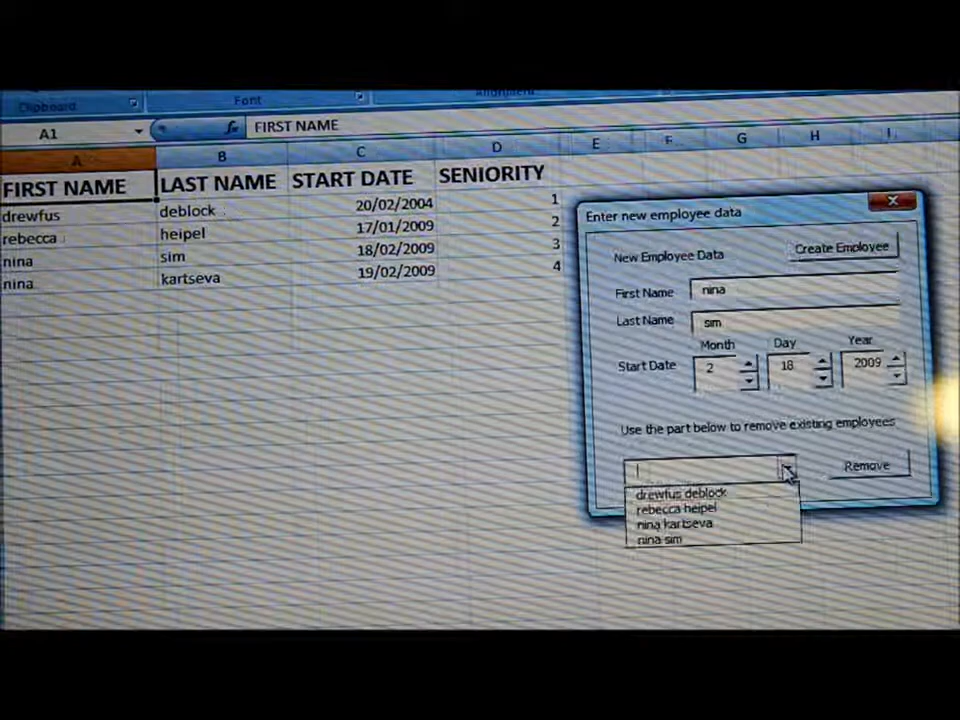 Clipboard Font Alignment
A1 fx FIRST NAME
A B C D E F G H I
FIRST NAME LAST NAME START DATE SENIORITY
drewfus deblock 20/02/2004 1
rebecca heipel 17/01/2009 2
nina sim 18/02/2009 3
nina kartseva 19/02/2009 4
Enter new employee data
New Employee Data Create Employee
First Name nina
Last Name sim
Month Day Year
Start Date 2 18 2009
Use the part below to remove existing employees
Remove
drewfus deblock
rebecca heipel
nina kartseva
nina sim